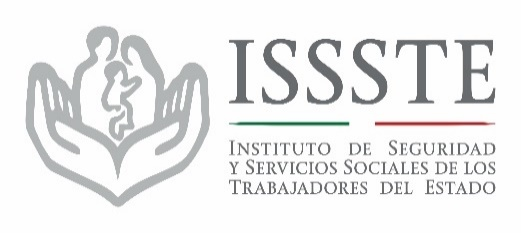 ISSSTE
INSTITUTO DE SEGURIDAD
Y SERVICIOS SOCIALES DE LOS
TRABAJADORES DEL ESTADO